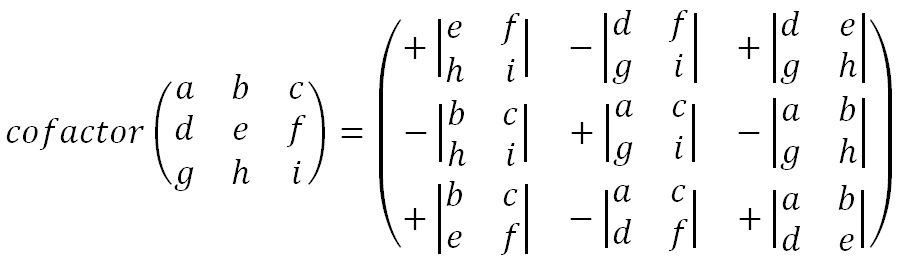 cofactor (a b c
d e f
g h i) = (+ |e f
h i| − |d f
g i| + |d e
g h|
− |b c
h i| + |a c
g i| − |a b
g h|
+ |b c
e f| − |a c
d f| + |a b
d e|)